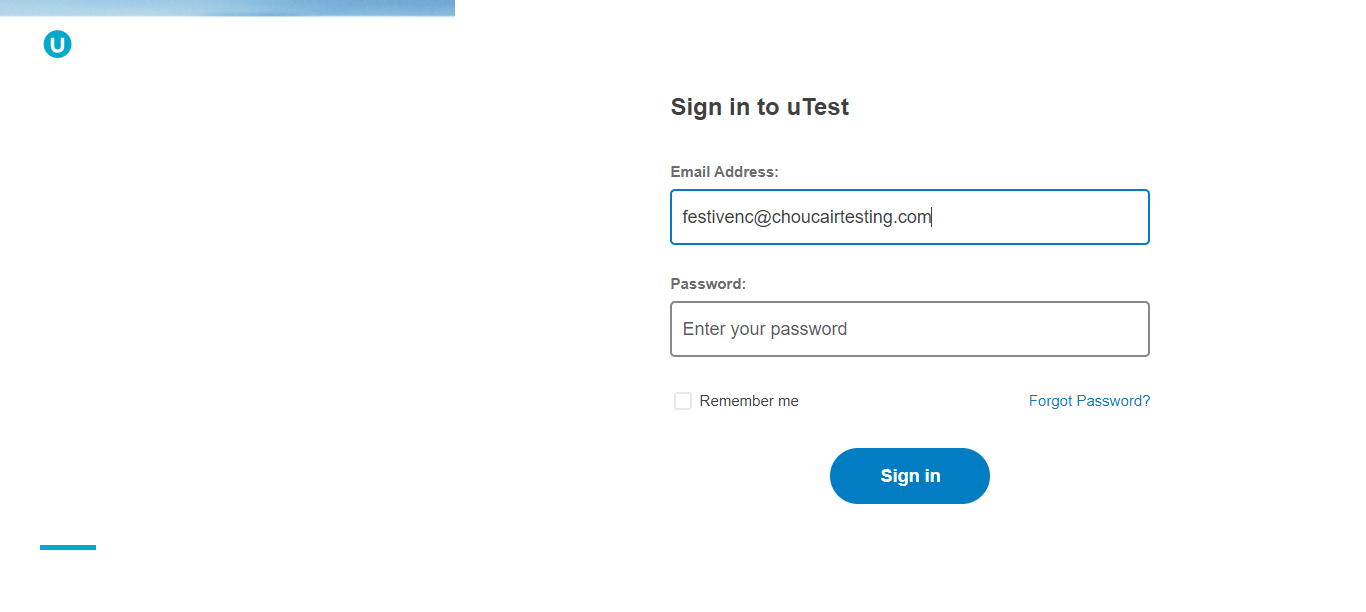 U
Sign in to uTest
Email Address:
festivenc@choucairtesting.com
Password:
Enter your password
Remember me
Forgot Password?
Sign in